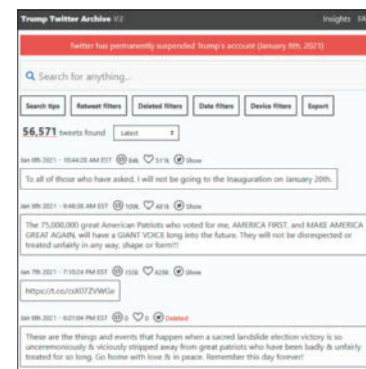 Trump Twitter Archive V2 Insights
Twitter has permanently suspended Trump's account (January 8th, 2021)
Search for anything...
Search tips Retweet filters Deleted filters Date filters Device filters Export
56,571 tweets found Latest
Jan 8th 2021 - 10:44:28 AM EST Show
To all of those who have asked, I will not be going to the Inauguration on January 20th.
Jan 8th 2021 - 9:46:38 AM EST Show
The 75,000,000 great American Patriots who voted for me, AMERICA FIRST, and MAKE AMERICA
GREAT AGAIN, will have a GIANT VOICE long into the future. They will not be disrespected or
treated unfairly in any way, shape or form!!!
Jan 7th 2021 - 7:10:24 PM EST Show
Jan 6th 2021 - 6:01:04 PM EST 0 0 Deleted
These are the things and events that happen when a sacred landslide election victory is so
unceremoniously & viciously stripped away from great patriots who have been badly & unfairly
treated for so long. Go home with love & in peace. Remember this day forever!